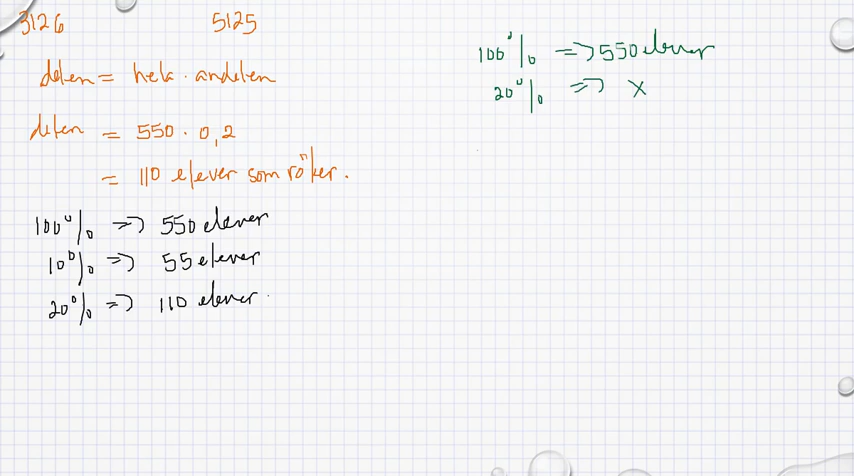 3126 5125
delen = hela · andelen
delen = 550 · 0,2
= 110 elever som röker.
100% => 550 elever
10% => 55 elever
20% => 110 elever.
100% => 550 elever
20% => x